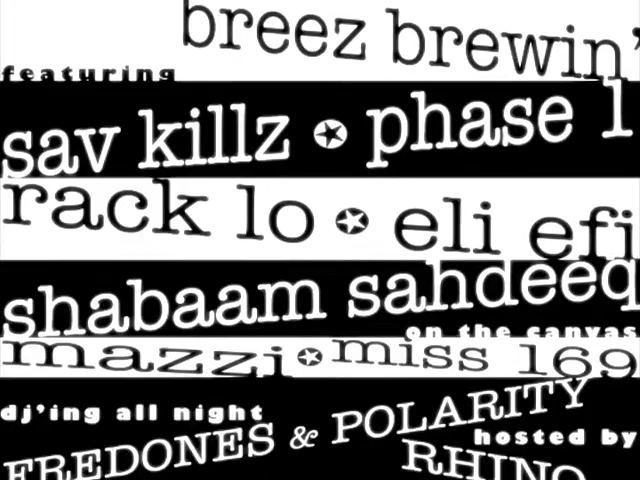 breez brewin'
featuring
sav killz ✪ phase 1
rack lo ✪ eli efi
shabaam sahdeeq
on the canvas
mazzi ✪ miss 169
dj'ing all night
FREDONES & POLARITY
hosted by
RHINO